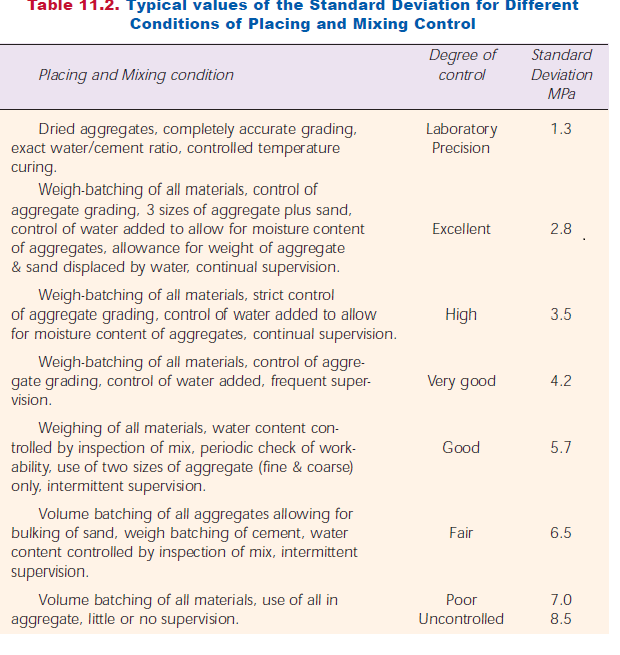 Table 11.2. Typical values of the Standard Deviation for Different
Conditions of Placing and Mixing Control
Placing and Mixing condition
Degree of
control
Standard
Deviation
MPa
Dried aggregates, completely accurate grading,
exact water/cement ratio, controlled temperature
curing.
Laboratory
Precision
1.3
Weigh-batching of all materials, control of
aggregate grading, 3 sizes of aggregate plus sand,
control of water added to allow for moisture content
of aggregates, allowance for weight of aggregate
& sand displaced by water, continual supervision.
Excellent
2.8
Weigh-batching of all materials, strict control
of aggregate grading, control of water added to allow
for moisture content of aggregates, continual supervision.
High
3.5
Weigh-batching of all materials, control of aggre-
gate grading, control of water added, frequent super-
vision.
Very good
4.2
Weighing of all materials, water content con-
trolled by inspection of mix, periodic check of work-
ability, use of two sizes of aggregate (fine & coarse)
only, intermittent supervision.
Good
5.7
Volume batching of all aggregates allowing for
bulking of sand, weigh batching of cement, water
content controlled by inspection of mix, intermittent
supervision.
Fair
6.5
Volume batching of all materials, use of all in
aggregate, little or no supervision.
Poor
Uncontrolled
7.0
8.5